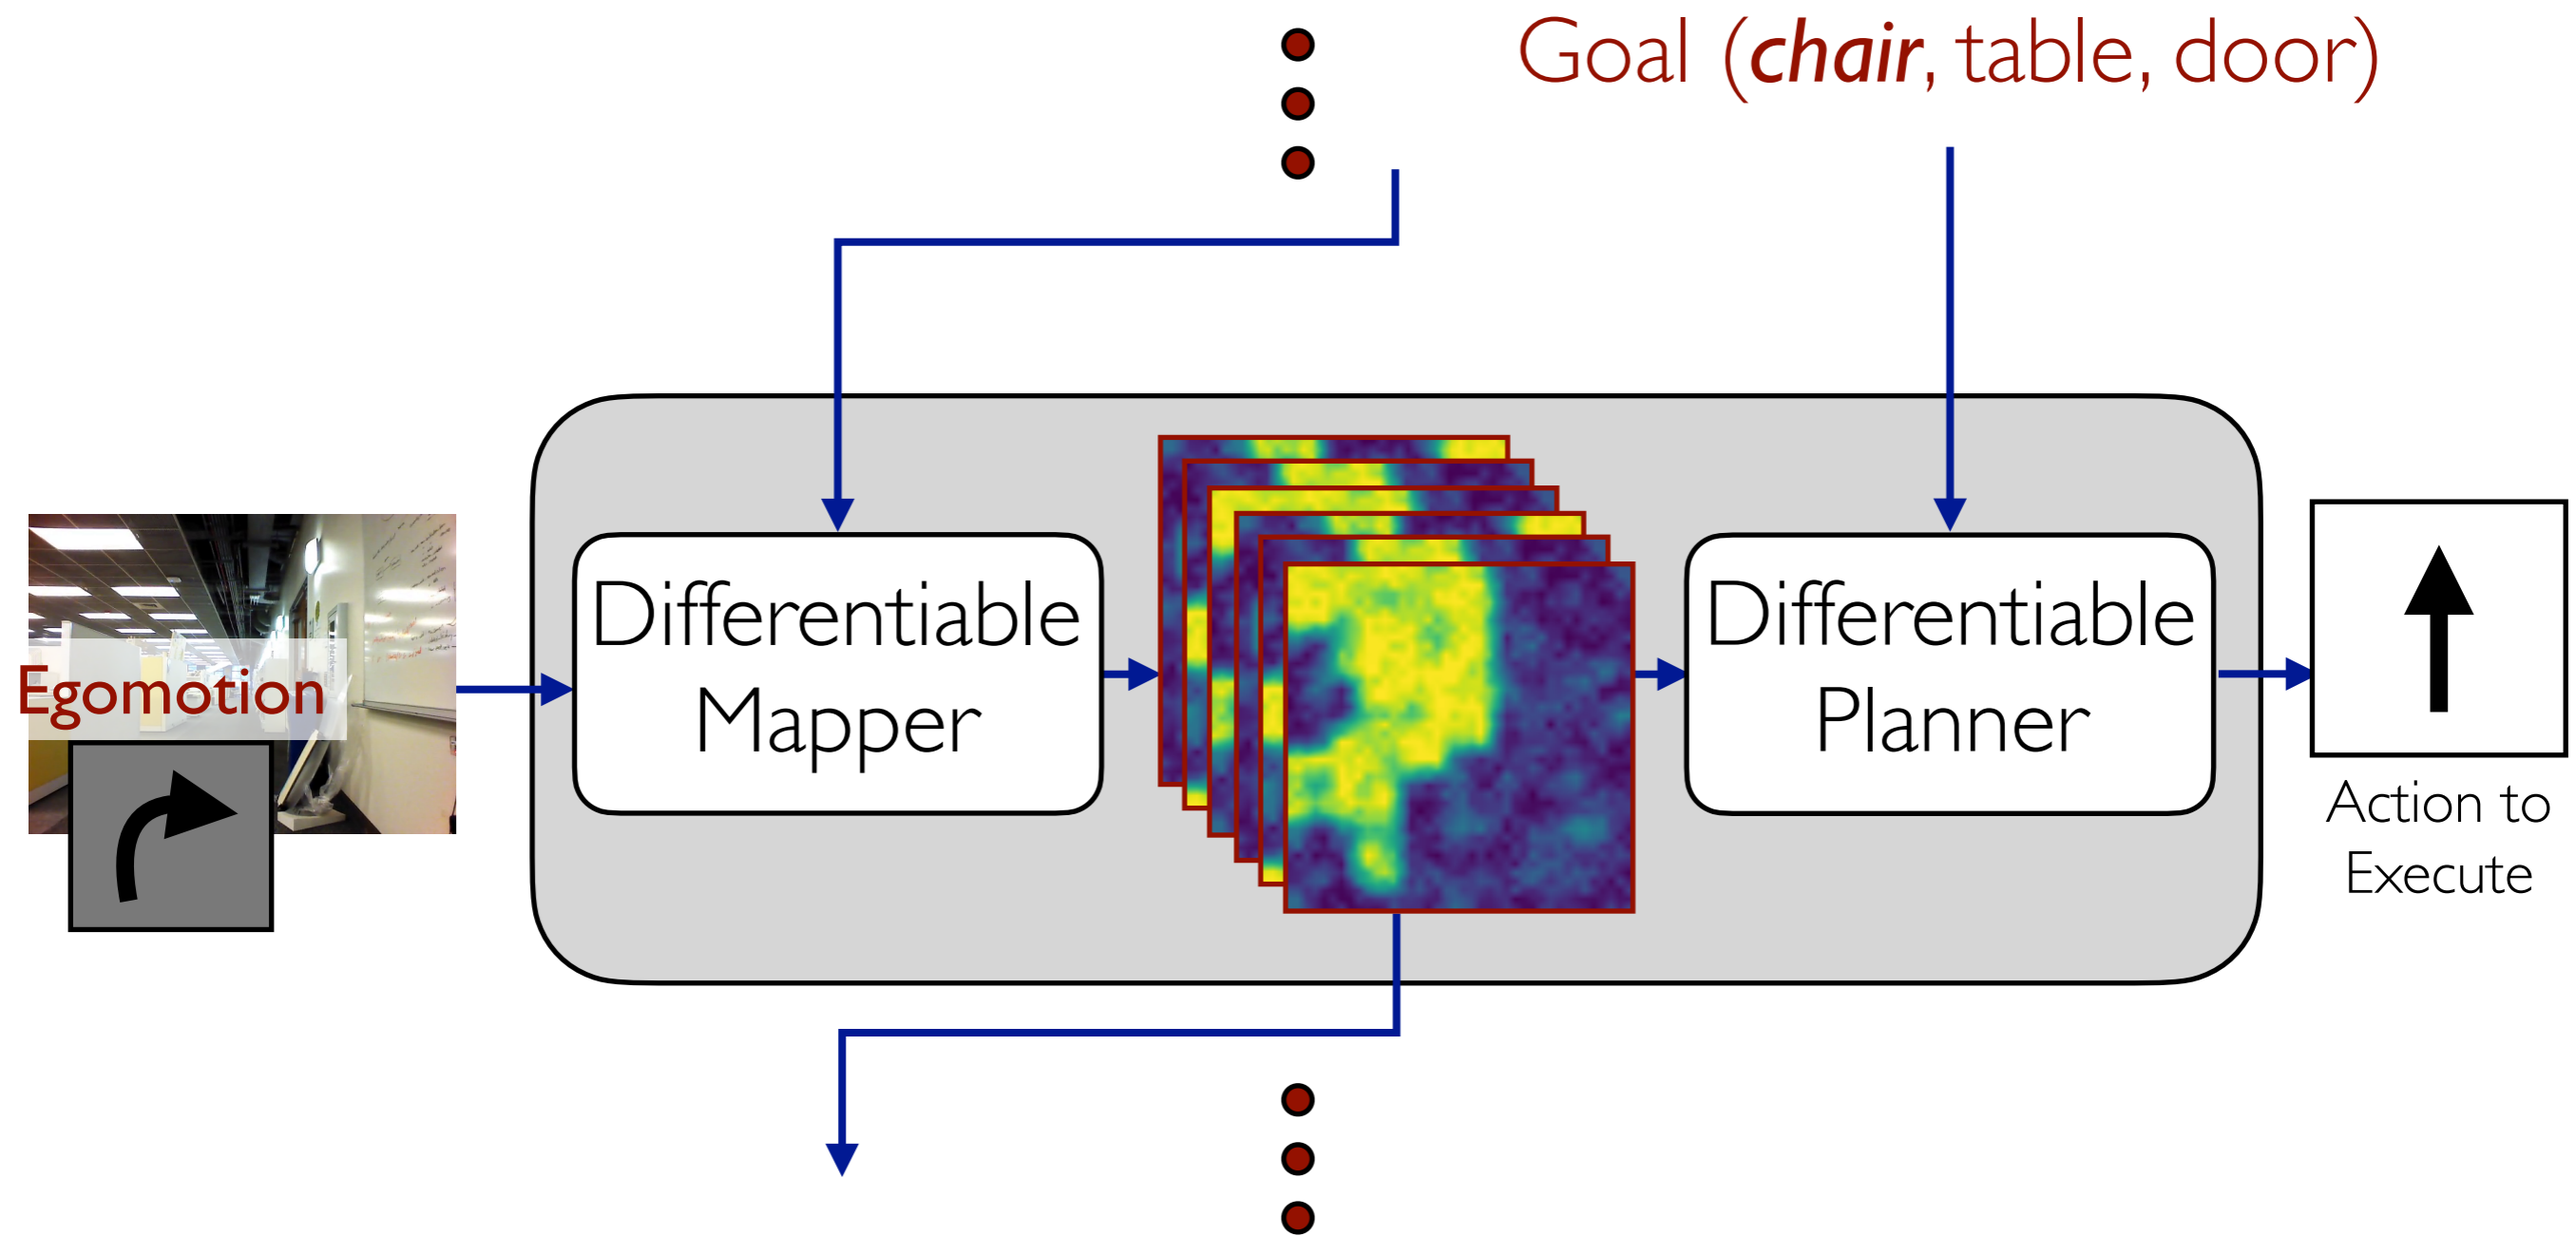 Goal (chair, table, door)
Differentiable
Mapper
Differentiable
Planner
Egomotion
Action to
Execute